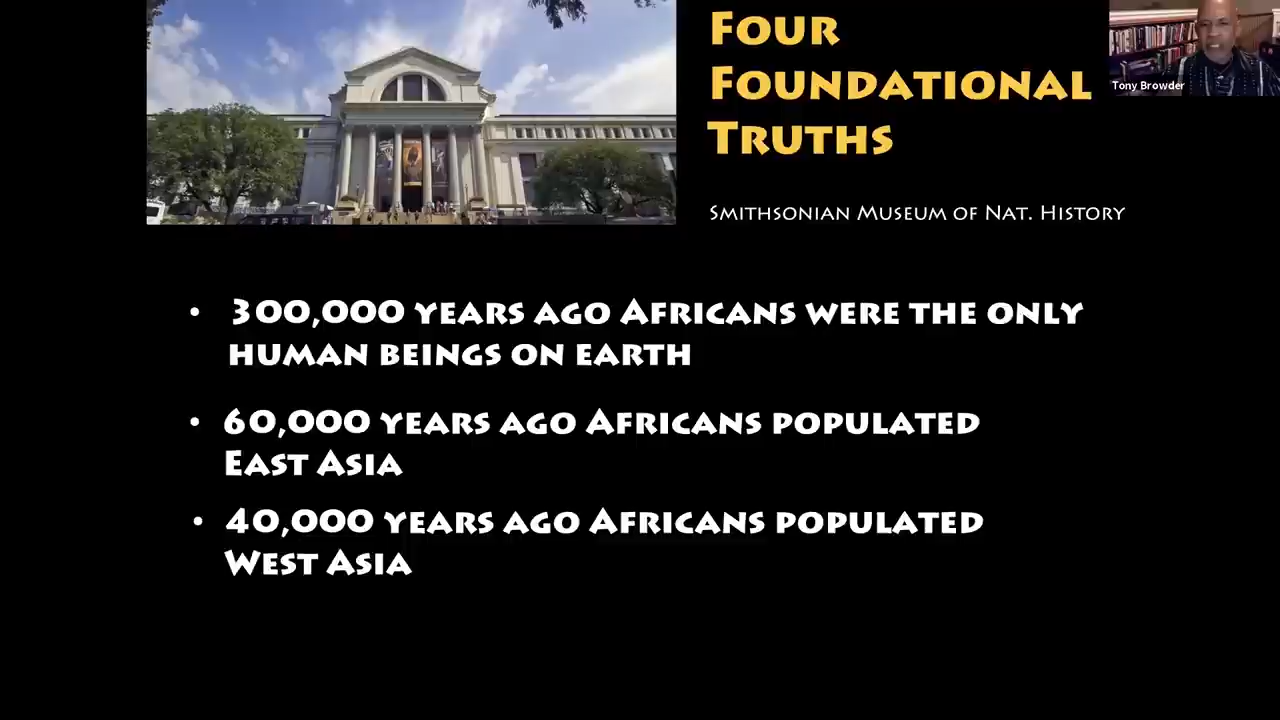 Four
Foundational
Truths
Tony Browder
Smithsonian Museum of Nat. History
• 300,000 years ago Africans were the only
human beings on earth
• 60,000 years ago Africans populated
East Asia
• 40,000 years ago Africans populated
West Asia